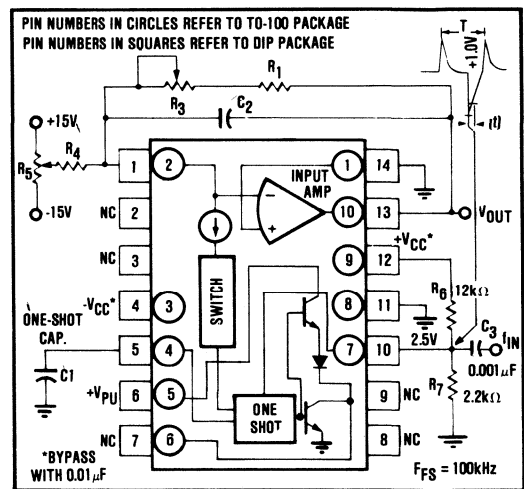 PIN NUMBERS IN CIRCLES REFER TO TO-100 PACKAGE
PIN NUMBERS IN SQUARES REFER TO DIP PACKAGE
T
+1.0V
R1
R3
C2
(t)
+15V
R4
R5
-15V
1
2
INPUT
AMP
1
14
-
+
NC
2
10
13
VOUT
NC
3
SWITCH
9
12
+VCC*
-VCC*
4
3
8
11
R6
12kΩ
ONE-SHOT
CAP.
5
4
7
10
2.5V
C3
fIN
0.001µF
C1
+VPU
6
5
ONE
SHOT
9
NC
R7
2.2kΩ
NC
7
6
8
NC
*BYPASS
WITH 0.01µF
FFS = 100kHz